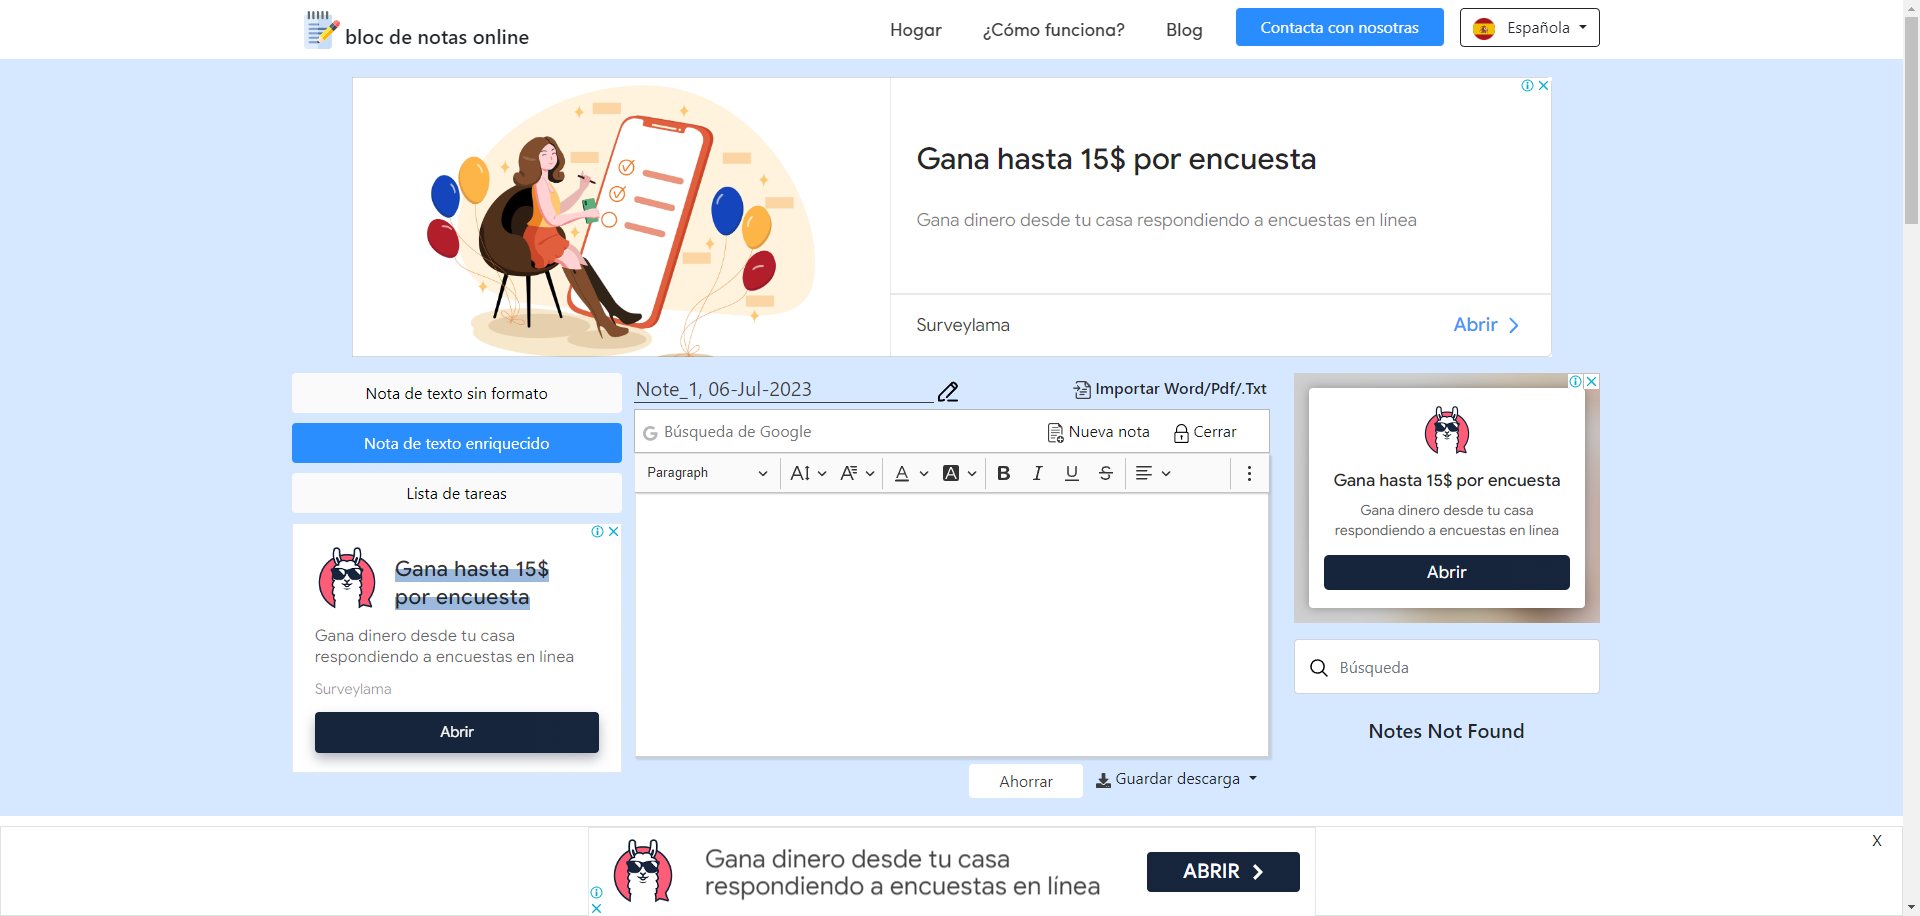 bloc de notas online
Hogar
¿Cómo funciona?
Blog
Contacta con nosotras
Española
Gana hasta 15$ por encuesta
Gana dinero desde tu casa respondiendo a encuestas en línea
Surveylama
Abrir
Nota de texto sin formato
Nota de texto enriquecido
Lista de tareas
Gana hasta 15$
por encuesta
Gana dinero desde tu casa
respondiendo a encuestas en línea
Surveylama
Abrir
Note_1, 06-Jul-2023
Importar Word/Pdf/.Txt
Búsqueda de Google
Nueva nota
Cerrar
Paragraph
Ahorrar
Guardar descarga
Gana hasta 15$ por encuesta
Gana dinero desde tu casa
respondiendo a encuestas en línea
Abrir
Búsqueda
Notes Not Found
X
Gana dinero desde tu casa
respondiendo a encuestas en línea
ABRIR